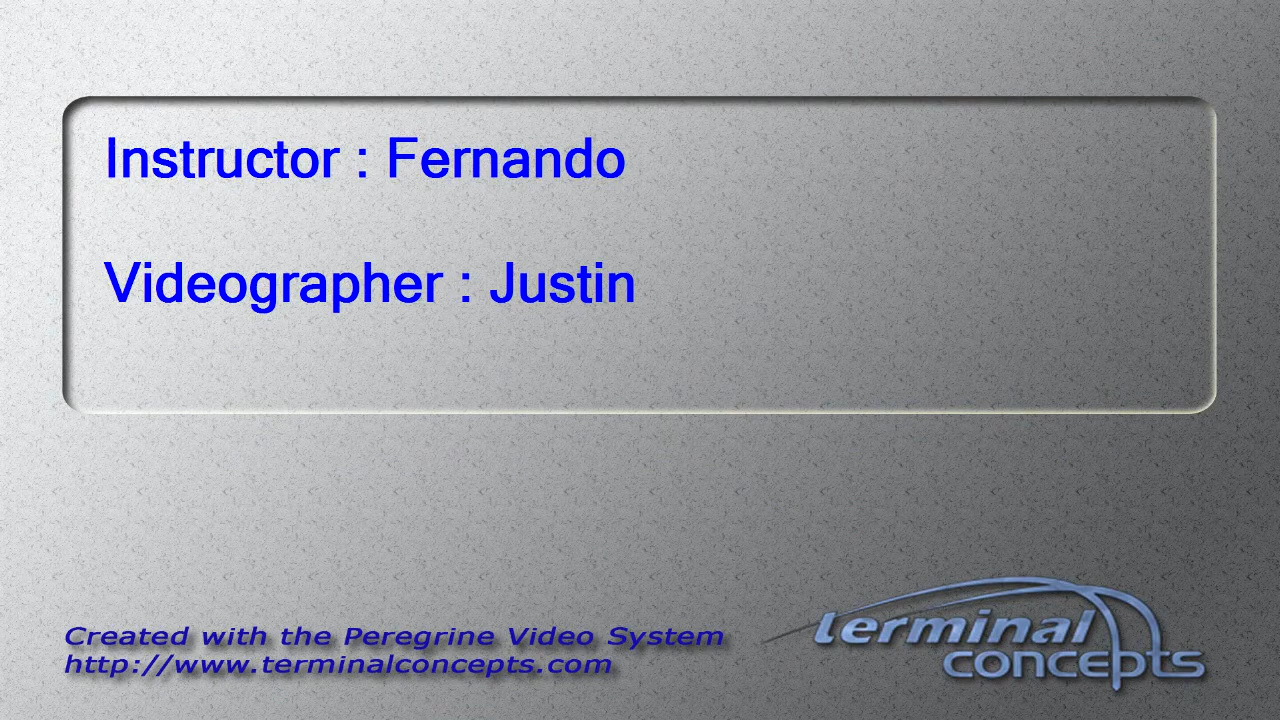 Instructor : Fernando
Videographer : Justin
Created with the Peregrine Video System
http://www.terminalconcepts.com
terminal
concepts